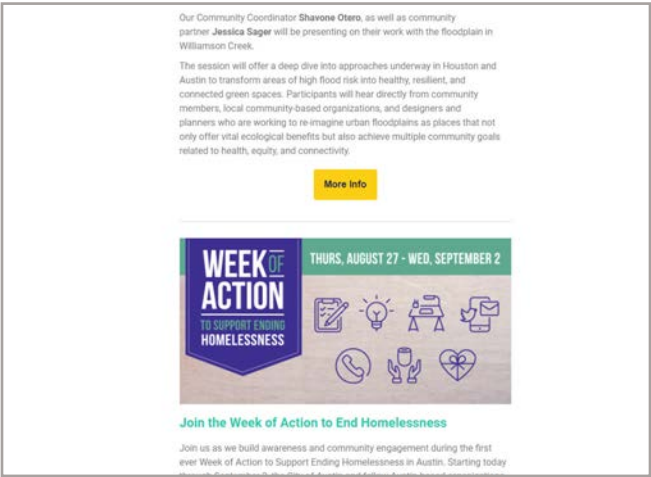 Our Community Coordinator Shavone Otero, as well as community
partner Jessica Sager will be presenting on their work with the floodplain in
Williamson Creek.
The session will offer a deep dive into approaches underway in Houston and
Austin to transform areas of high flood risk into healthy, resilient, and
connected green spaces. Participants will hear directly from community
members, local community-based organizations, and designers and
planners who are working to re-imagine urban floodplains as places that not
only offer vital ecological benefits but also achieve multiple community goals
related to health, equity, and connectivity.
More Info
WEEK OF
ACTION
TO SUPPORT ENDING
HOMELESSNESS
THURS, AUGUST 27 - WED, SEPTEMBER 2
Join the Week of Action to End Homelessness
Join us as we build awareness and community engagement during the first
ever Week of Action to Support Ending Homelessness in Austin. Starting today